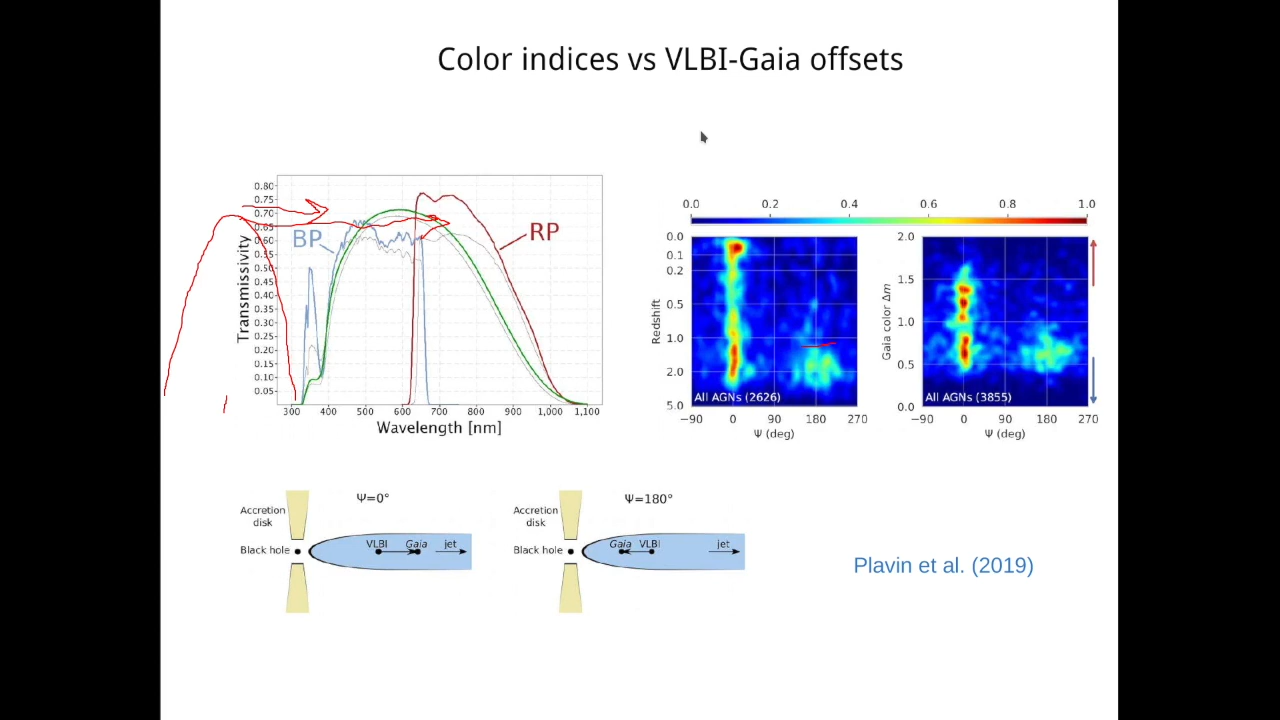 Color indices vs VLBI-Gaia offsets
0.80
0.75
0.70
0.65
0.60
0.55
0.50
0.45
0.40
0.35
0.30
0.25
0.20
0.15
0.10
0.05
Transmissivity
BP
RP
300 400 500 600 700 800 900 1,000 1,100
Wavelength [nm]
0.0 0.2 0.4 0.6 0.8 1.0
0.0
0.1
0.2
0.5
1.0
2.0
5.0
Redshift
All AGNs (2626)
−90 0 90 180 270
Ψ (deg)
2.0
1.5
1.0
0.5
0.0
Gaia color Δm
All AGNs (3855)
−90 0 90 180 270
Ψ (deg)
Ψ=0°
Accretion
disk
Black hole
VLBI Gaia jet
Ψ=180°
Accretion
disk
Black hole
Gaia VLBI jet
Plavin et al. (2019)